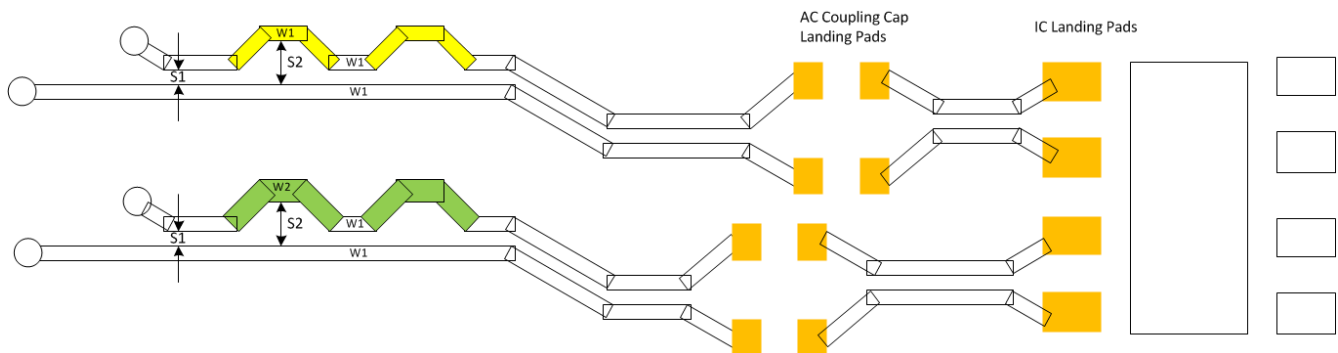 AC Coupling Cap
Landing Pads
IC Landing Pads
W1
S2
W1
S1
W1
W2
S2
W1
S1
W1